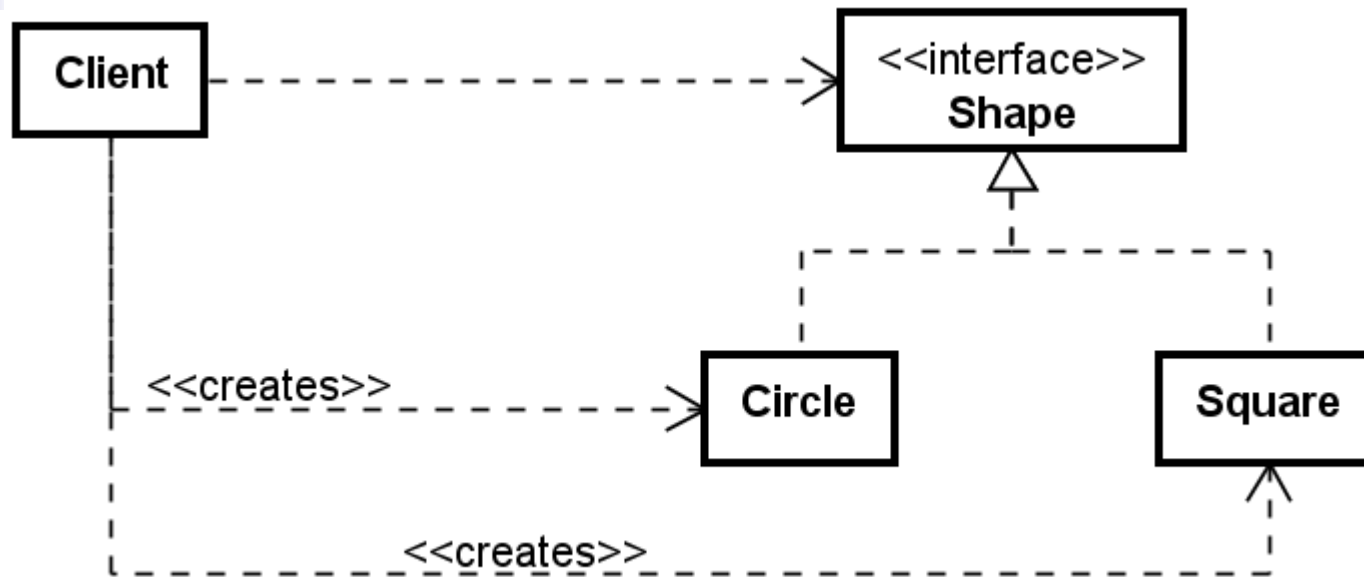 Client
<<interface>>
Shape
<<creates>>
Circle
Square
<<creates>>